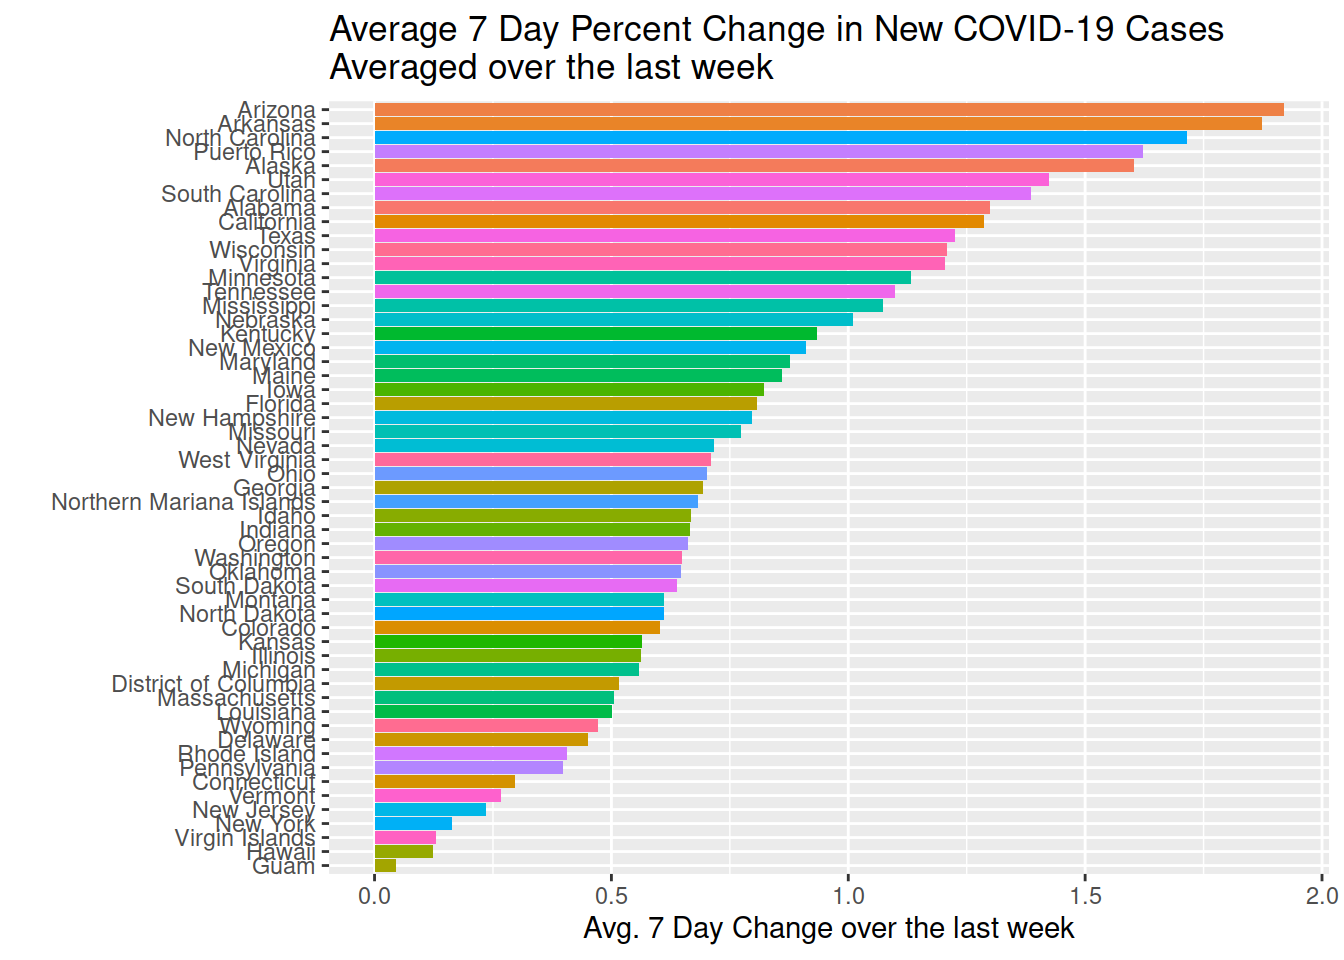 Average 7 Day Percent Change in New COVID-19 Cases
Averaged over the last week
Arizona
Arkansas
North Carolina
Puerto Rico
Alaska
Utah
South Carolina
Alabama
California
Texas
Wisconsin
Virginia
Minnesota
Tennessee
Mississippi
Nebraska
Kentucky
New Mexico
Maryland
Maine
Iowa
Florida
New Hampshire
Missouri
Nevada
West Virginia
Ohio
Georgia
Northern Mariana Islands
Idaho
Indiana
Oregon
Washington
Oklahoma
South Dakota
Montana
North Dakota
Colorado
Kansas
Illinois
Michigan
District of Columbia
Massachusetts
Louisiana
Wyoming
Delaware
Rhode Island
Pennsylvania
Connecticut
Vermont
New Jersey
New York
Virgin Islands
Hawaii
Guam
0.0 0.5 1.0 1.5 2.0
Avg. 7 Day Change over the last week